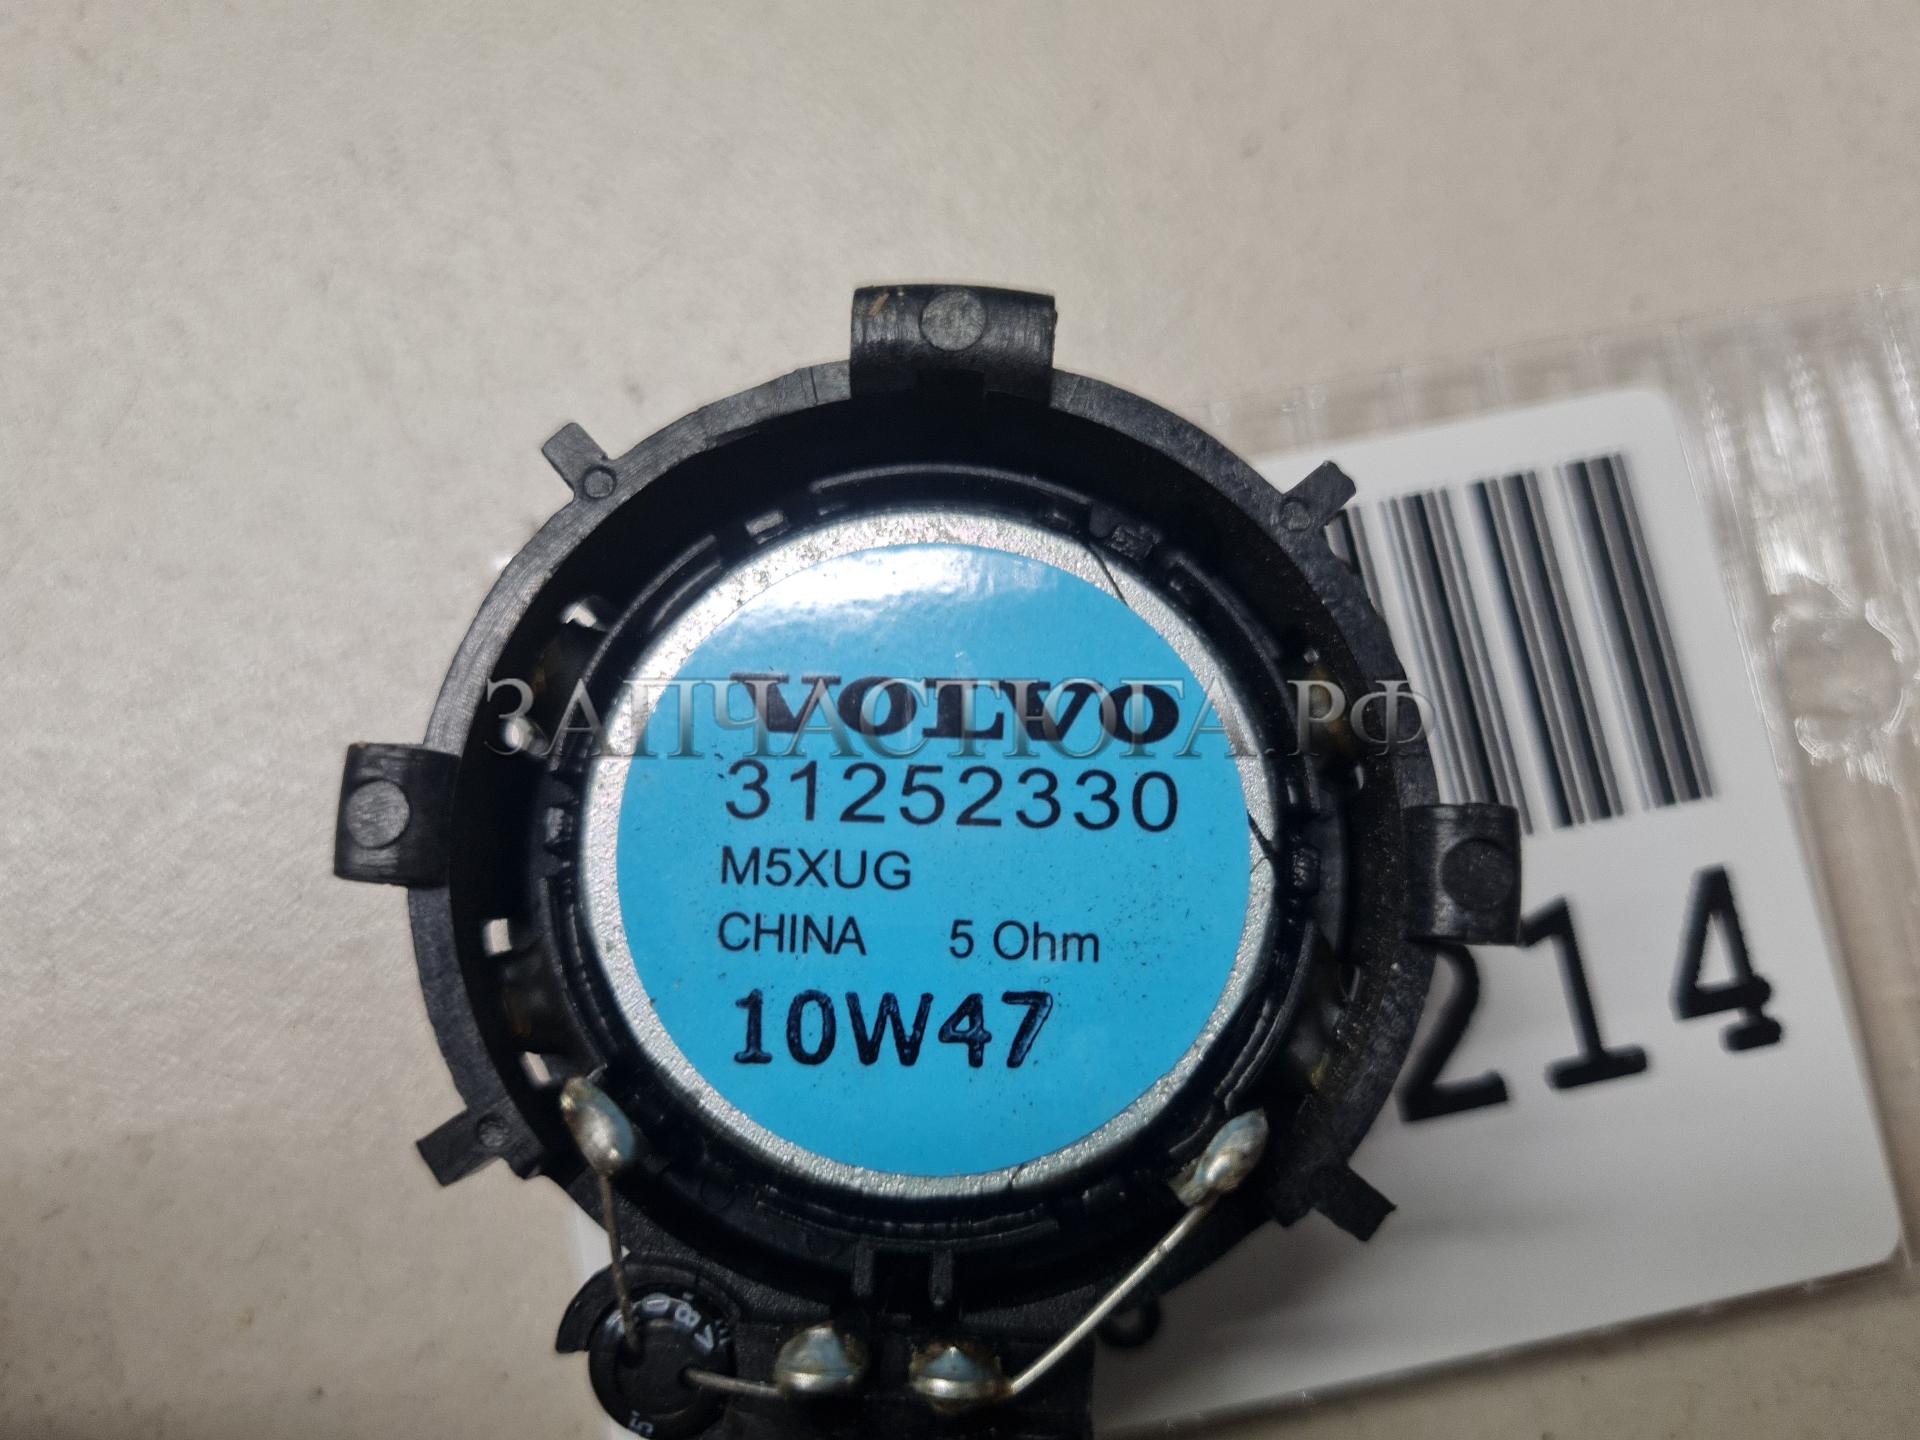 VOLVO
ЗАПЧАСТЮГА.РФ
31252330
M5XUG
CHINA 5 Ohm
10W47
214